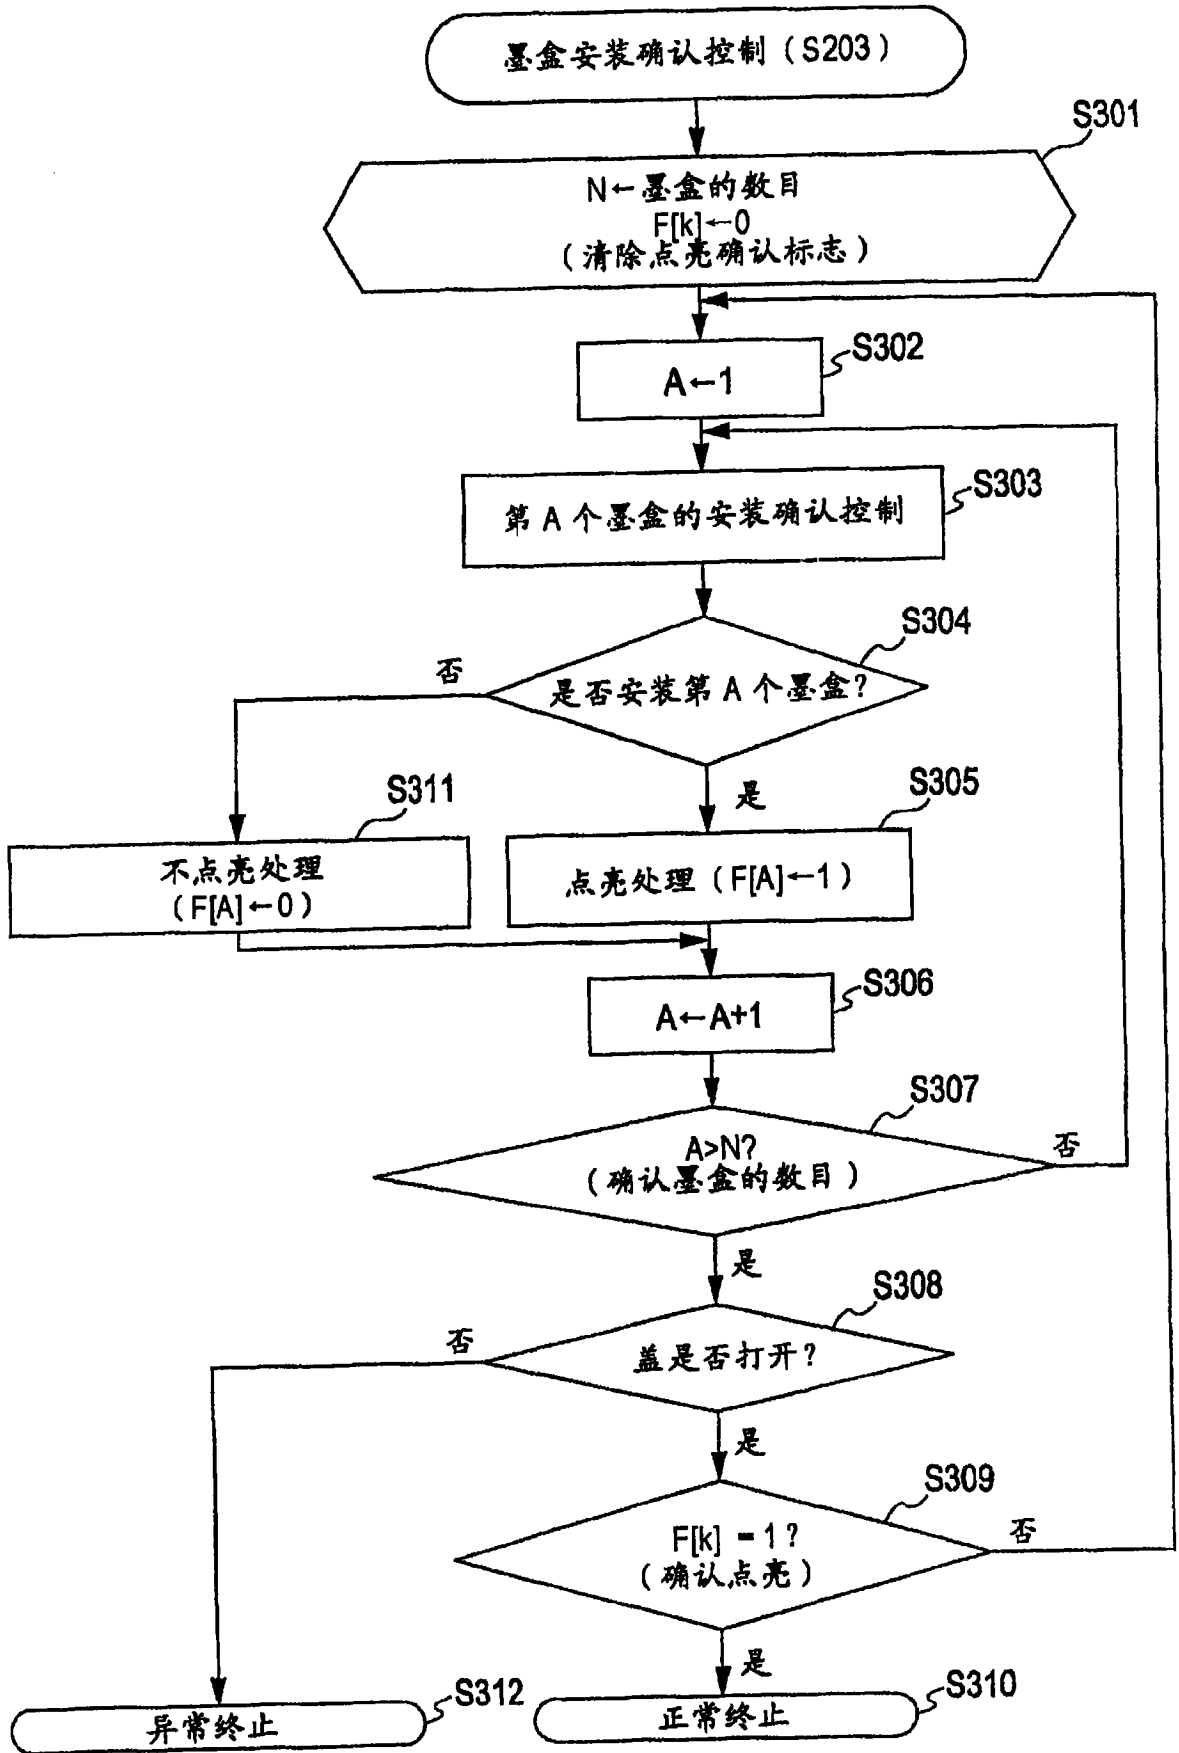 墨盒安装确认控制（S203）
S301
N←墨盒的数目
F[k]←0
（清除点亮确认标志）
S302
A←1
S303
第 A 个墨盒的安装确认控制
S304
否
是否安装第 A 个墨盒？
是
S311
S305
不点亮处理
（F[A]←0）
点亮处理（F[A]←1）
S306
A←A+1
S307
A>N?
（确认墨盒的数目）
否
是
S308
否
盖是否打开？
是
S309
F[k] = 1？
（确认点亮）
否
是
S312
异常终止
S310
正常终止